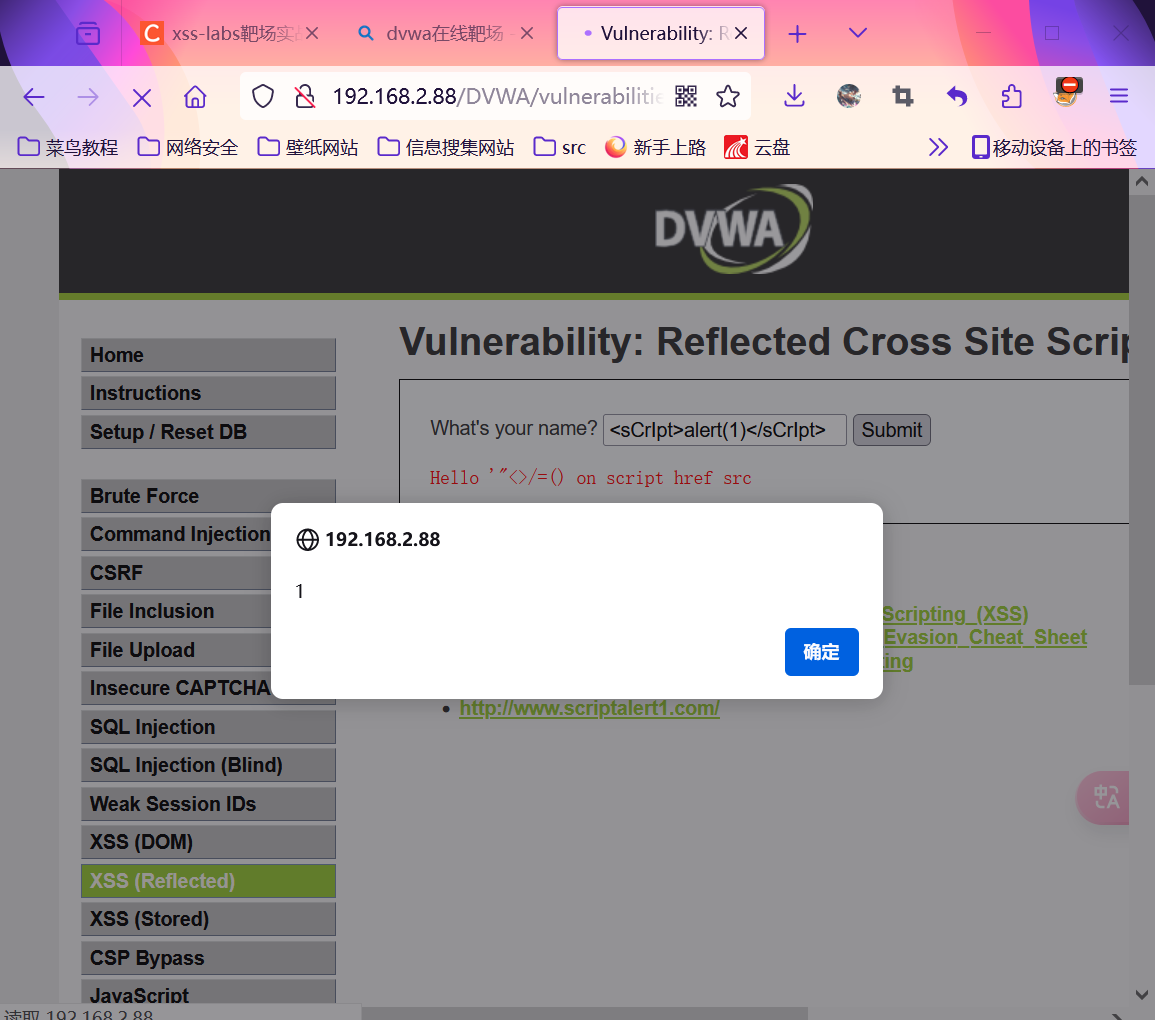 xss-labs靶场实
dvwa在线靶场 -
Vulnerability: R
192.168.2.88/DVWA/vulnerabilitie
菜鸟教程
网络安全
壁纸网站
信息搜集网站
src
新手上路
云盘
移动设备上的书签
DVWA
Home
Instructions
Setup / Reset DB
Brute Force
Command Injection
CSRF
File Inclusion
File Upload
Insecure CAPTCHA
SQL Injection
SQL Injection (Blind)
Weak Session IDs
XSS (DOM)
XSS (Reflected)
XSS (Stored)
CSP Bypass
JavaScript
Vulnerability: Reflected Cross Site Scrip
What's your name? <sCrIpt>alert(1)</sCrIpt> Submit
Hello '"<>/=() on script href src
192.168.2.88
1
确定
Scripting_(XSS)
Evasion_Cheat_Sheet
ting
http://www.scriptalert1.com/
中A
读取 192.168.2.88